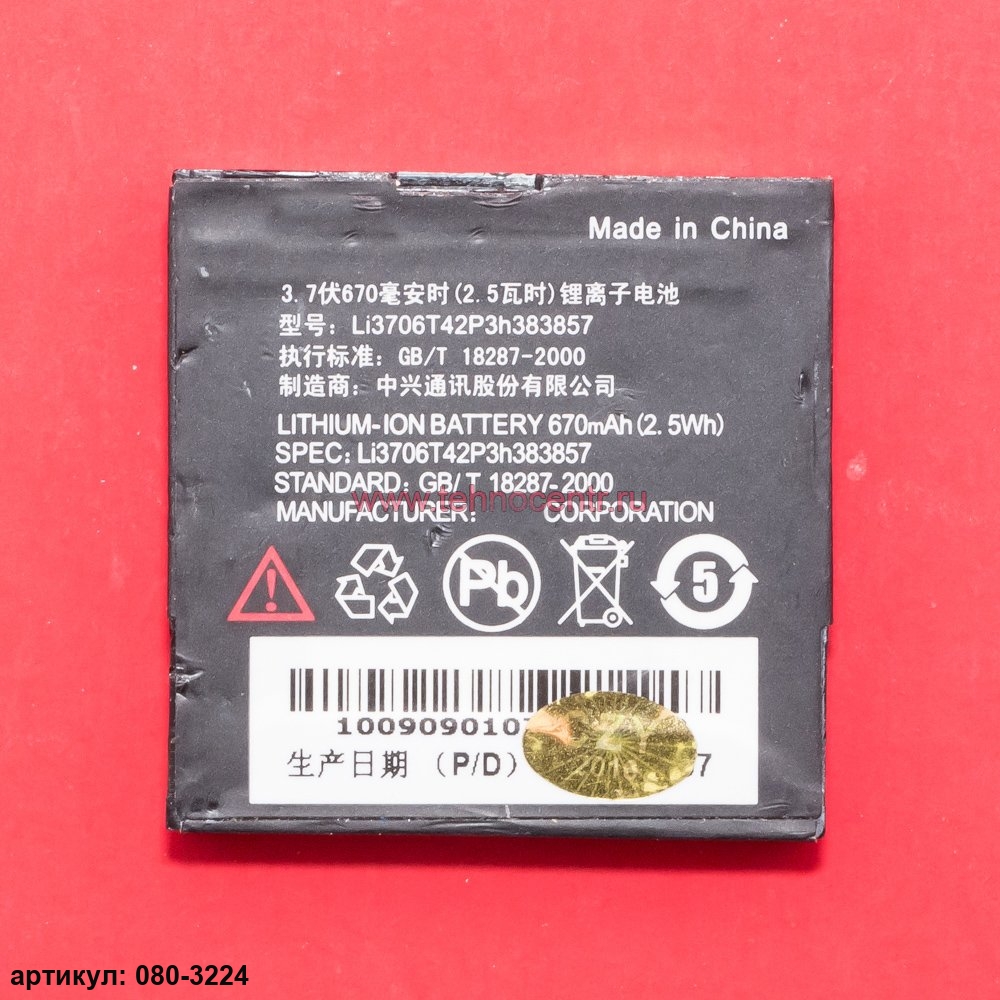 Made in China
3.7伏670毫安时(2.5瓦时)锂离子电池
型号：Li3706T42P3h383857
执行标准：GB/T 18287-2000
制造商：中兴通讯股份有限公司
LITHIUM-ION BATTERY 670mAh (2.5Wh)
SPEC: Li3706T42P3h383857
STANDARD: GB/T 18287-2000
www.tehnocentr.ru
MANUFACTURER: CORPORATION
Pb
5
100909010
生产日期 (P/D)
артикул: 080-3224